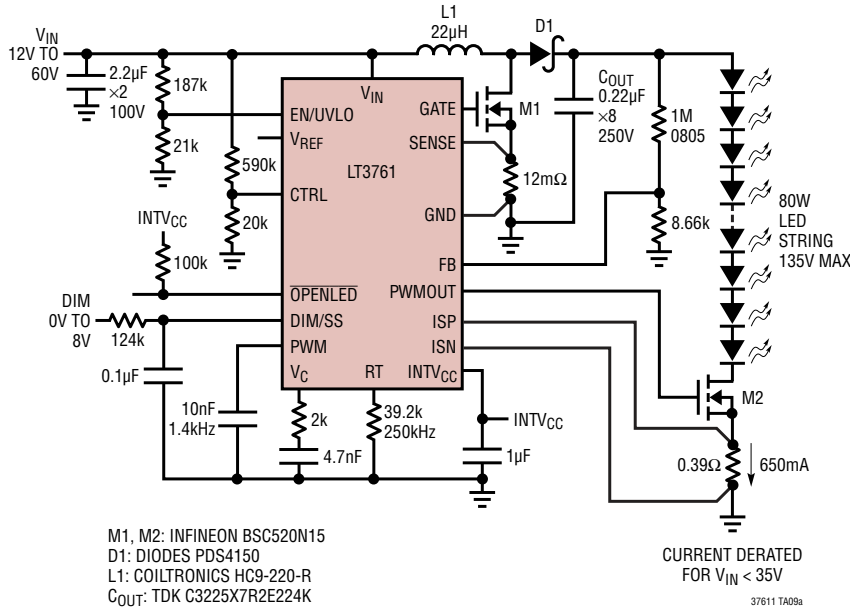 V_IN
12V TO
60V
2.2µF
×2
100V
187k
21k
590k
20k
L1
22µH
D1
C_OUT
0.22µF
×8
250V
1M
0805
8.66k
80W
LED
STRING
135V MAX
M1
12mΩ
V_IN
EN/UVLO
V_REF
LT3761
CTRL
OPENLED
DIM/SS
PWM
V_C
RT
INTV_CC
GATE
SENSE
GND
FB
PWMOUT
ISP
ISN
INTV_CC
100k
DIM
0V TO
8V
124k
0.1µF
10nF
1.4kHz
2k
4.7nF
39.2k
250kHz
INTV_CC
1µF
M2
0.39Ω
650mA
M1, M2: INFINEON BSC520N15
D1: DIODES PDS4150
L1: COILTRONICS HC9-220-R
C_OUT: TDK C3225X7R2E224K
CURRENT DERATED
FOR V_IN < 35V
37611 TA09a